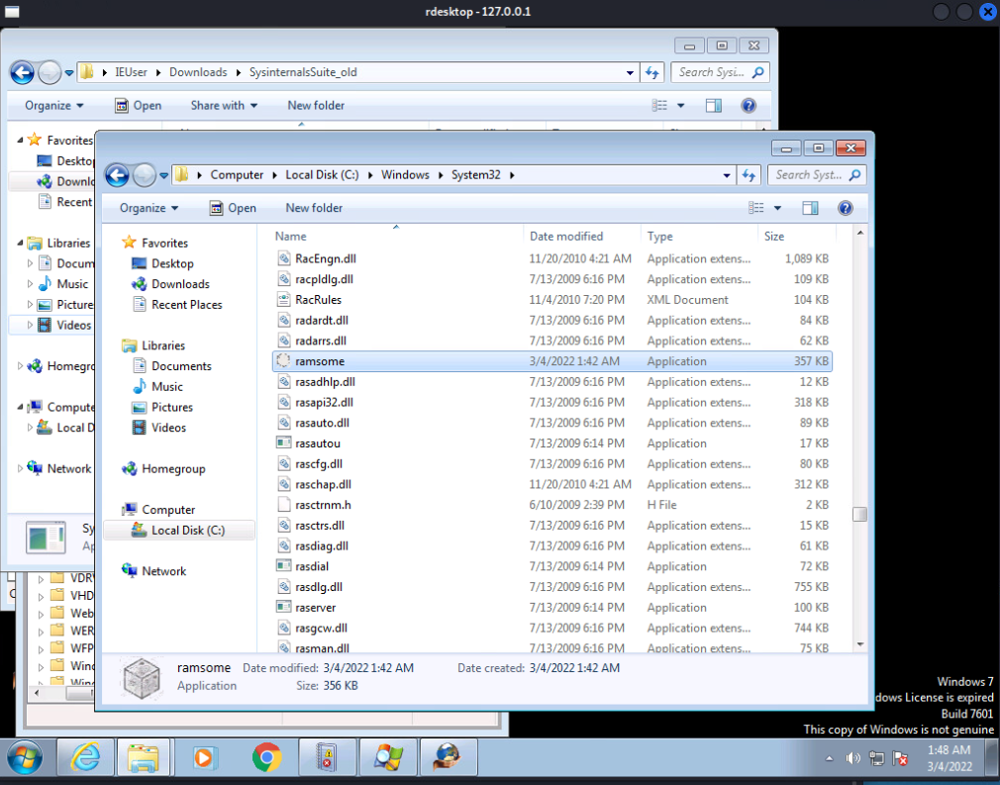 rdesktop - 127.0.0.1
IEUser Downloads SysinternalsSuite_old
Search Sysi...
Organize Open Share with New folder
Favorites
Deskto
Downlo
Recent
Libraries
Docum
Music
Picture
Videos
Homegro
Compute
Local D
Network
Sy
Ap
VDRV
VHD
Web
WER
WFP
Wind
Computer Local Disk (C:) Windows System32
Search Syst...
Organize Open New folder
Favorites
Desktop
Downloads
Recent Places
Libraries
Documents
Music
Pictures
Videos
Homegroup
Computer
Local Disk (C:)
Network
Name Date modified Type Size
RacEngn.dll 11/20/2010 4:21 AM Application extens... 1,089 KB
racpldlg.dll 7/13/2009 6:16 PM Application extens... 109 KB
RacRules 11/4/2010 7:20 PM XML Document 104 KB
radardt.dll 7/13/2009 6:16 PM Application extens... 84 KB
radarrs.dll 7/13/2009 6:16 PM Application extens... 62 KB
ramsome 3/4/2022 1:42 AM Application 357 KB
rasadhlp.dll 7/13/2009 6:16 PM Application extens... 12 KB
rasapi32.dll 7/13/2009 6:16 PM Application extens... 318 KB
rasauto.dll 7/13/2009 6:16 PM Application extens... 89 KB
rasautou 7/13/2009 6:14 PM Application 17 KB
rascfg.dll 7/13/2009 6:16 PM Application extens... 80 KB
raschap.dll 11/20/2010 4:21 AM Application extens... 312 KB
rasctrnm.h 6/10/2009 2:39 PM H File 2 KB
rasctrs.dll 7/13/2009 6:16 PM Application extens... 15 KB
rasdiag.dll 7/13/2009 6:16 PM Application extens... 61 KB
rasdial 7/13/2009 6:14 PM Application 72 KB
rasdlg.dll 7/13/2009 6:16 PM Application extens... 755 KB
raserver 7/13/2009 6:14 PM Application 100 KB
rasgcw.dll 7/13/2009 6:16 PM Application extens... 744 KB
rasman.dll 7/13/2009 6:16 PM Application extens... 75 KB
ramsome Date modified: 3/4/2022 1:42 AM Date created: 3/4/2022 1:42 AM
Application Size: 356 KB
Windows 7
dows License is expired
Build 7601
This copy of Windows is not genuine
1:48 AM
3/4/2022